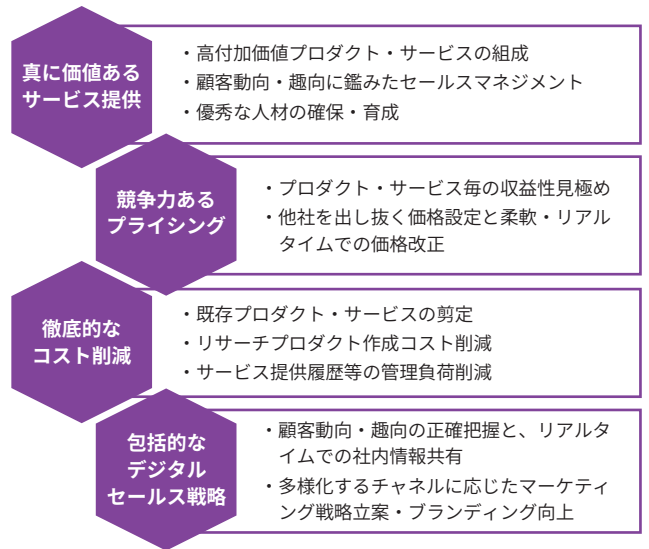 真に価値ある
サービス提供
・高付加価値プロダクト・サービスの組成
・顧客動向・趣向に鑑みたセールスマネジメント
・優秀な人材の確保・育成
競争力ある
プライシング
・プロダクト・サービス毎の収益性見極め
・他社を出し抜く価格設定と柔軟・リアル
タイムでの価格改正
徹底的な
コスト削減
・既存プロダクト・サービスの剪定
・リサーチプロダクト作成コスト削減
・サービス提供履歴等の管理負荷削減
包括的な
デジタル
セールス戦略
・顧客動向・趣向の正確把握と、リアルタ
イムでの社内情報共有
・多様化するチャネルに応じたマーケティ
ング戦略立案・ブランディング向上